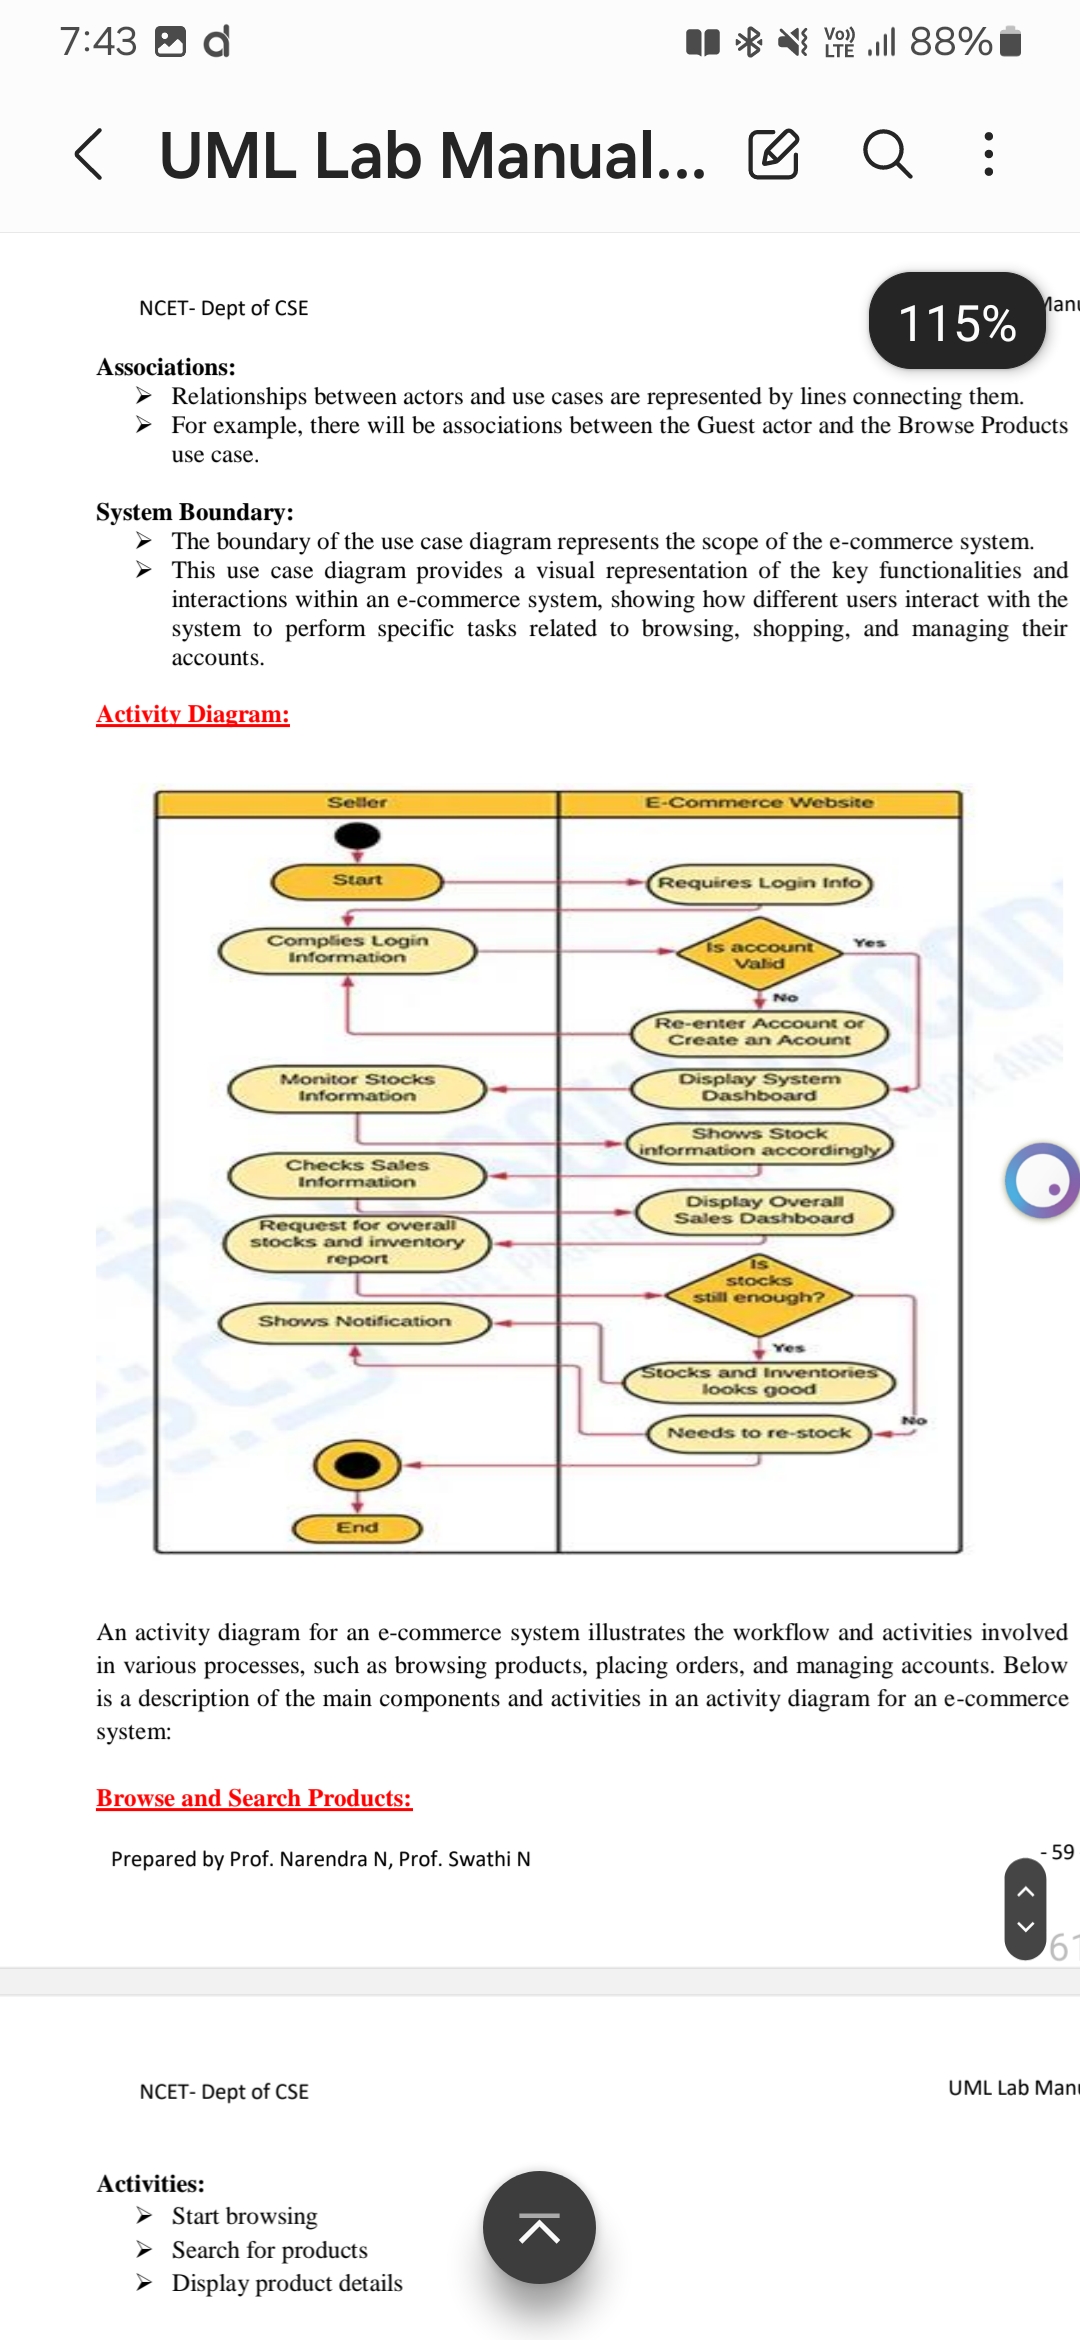 7:43
Vo))
LTE
88%
UML Lab Manual...
NCET- Dept of CSE
115%
Associations:
➢ Relationships between actors and use cases are represented by lines connecting them.
➢ For example, there will be associations between the Guest actor and the Browse Products
use case.
System Boundary:
➢ The boundary of the use case diagram represents the scope of the e-commerce system.
➢ This use case diagram provides a visual representation of the key functionalities and
interactions within an e-commerce system, showing how different users interact with the
system to perform specific tasks related to browsing, shopping, and managing their
accounts.
Activity Diagram:
Seller
E-Commerce Website
Start
Requires Login Info
Complies Login
Information
Is account
Valid
Yes
No
Re-enter Account or
Create an Acount
Monitor Stocks
Information
Display System
Dashboard
Shows Stock
information accordingly
Checks Sales
Information
Display Overall
Sales Dashboard
Request for overall
stocks and inventory
report
Is
stocks
still enough?
Shows Notification
Yes
Stocks and Inventories
looks good
No
Needs to re-stock
End
An activity diagram for an e-commerce system illustrates the workflow and activities involved
in various processes, such as browsing products, placing orders, and managing accounts. Below
is a description of the main components and activities in an activity diagram for an e-commerce
system:
Browse and Search Products:
Prepared by Prof. Narendra N, Prof. Swathi N
- 59
61
NCET- Dept of CSE
UML Lab Manu
Activities:
➢ Start browsing
➢ Search for products
➢ Display product details